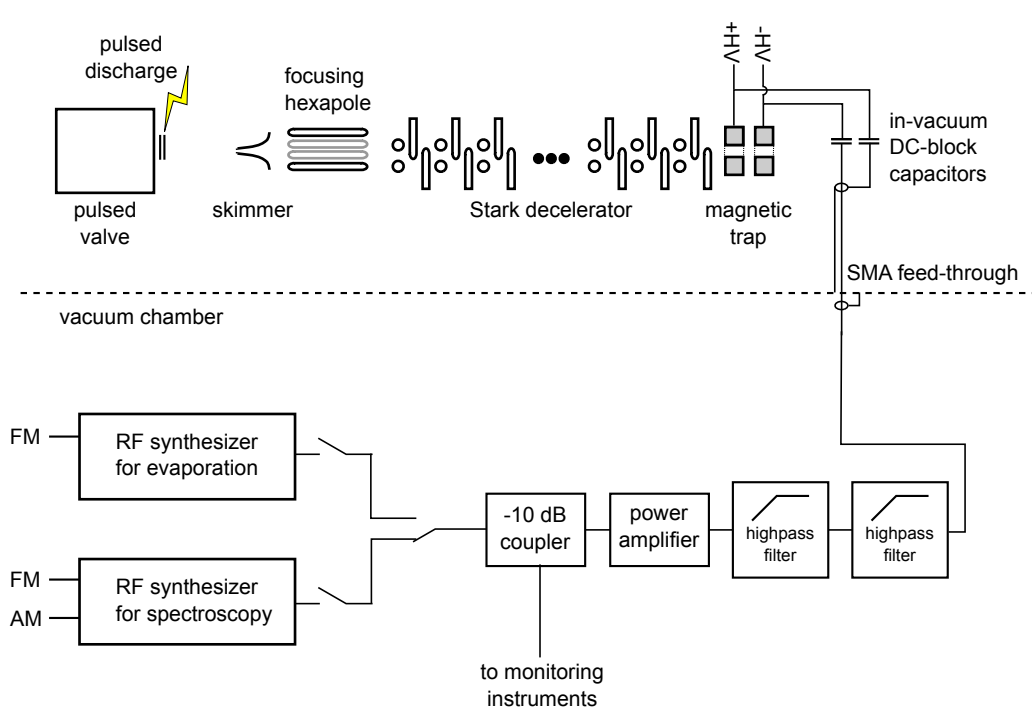 pulsed
discharge
focusing
hexapole
+HV
-HV
in-vacuum
DC-block
capacitors
pulsed
valve
skimmer
Stark decelerator
magnetic
trap
SMA feed-through
vacuum chamber
FM
RF synthesizer
for evaporation
-10 dB
coupler
power
amplifier
highpass
filter
highpass
filter
FM
AM
RF synthesizer
for spectroscopy
to monitoring
instruments